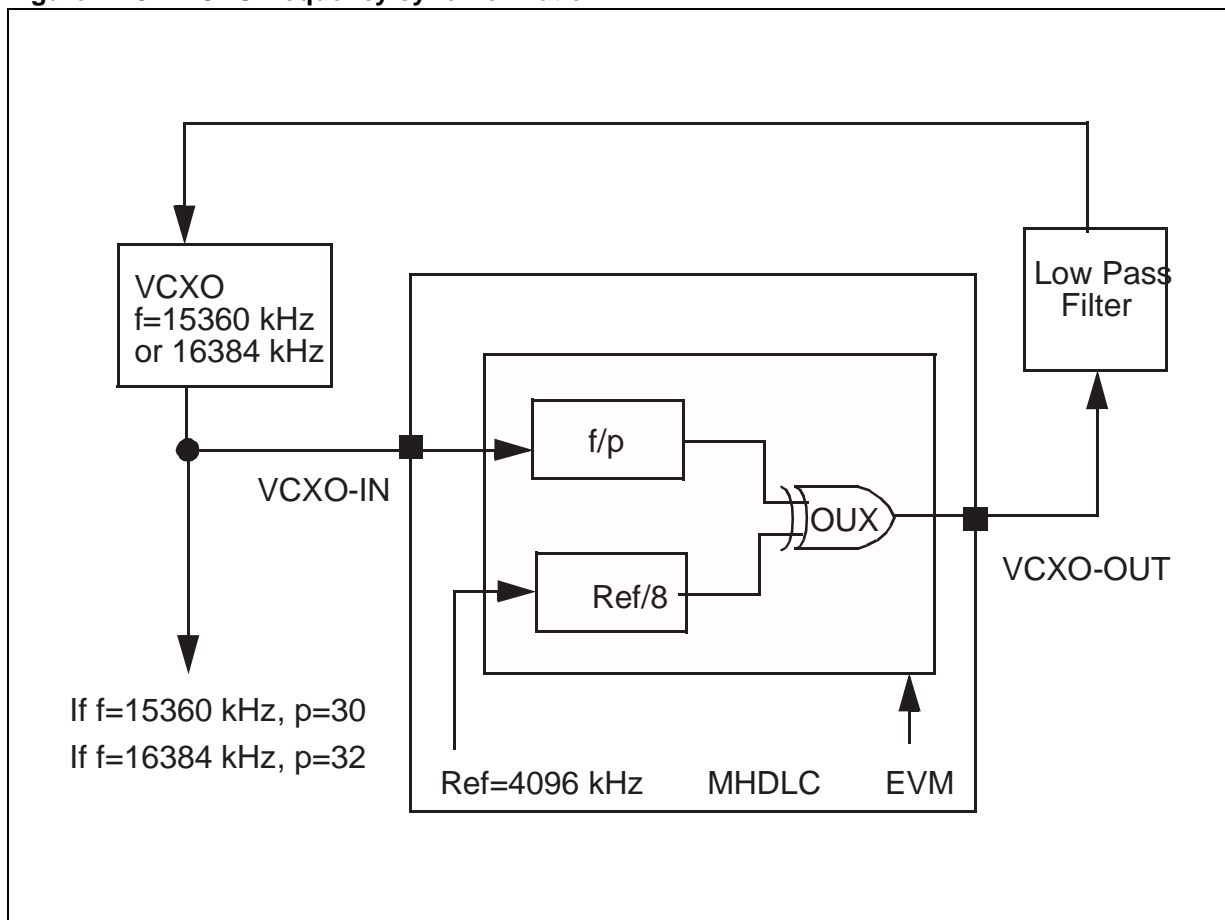 VCXO
f=15360 kHz
or 16384 kHz
Low Pass
Filter
f/p
VCXO-IN
OUX
Ref/8
VCXO-OUT
If f=15360 kHz, p=30
If f=16384 kHz, p=32
Ref=4096 kHz MHDLC EVM